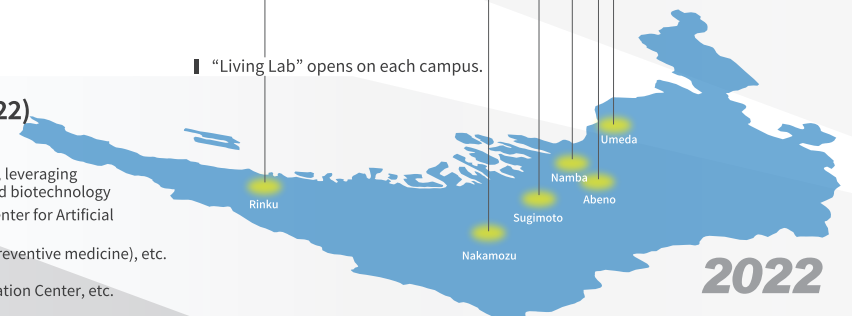 “Living Lab” opens on each campus.
22)
, leveraging
d biotechnology
enter for Artificial
reventive medicine), etc.
ation Center, etc.
Umeda
Namba
Abeno
Rinku
Sugimoto
Nakamozu
2022